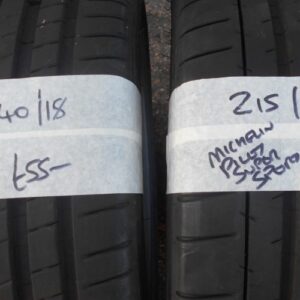 40/18
£55-
215/
MICHELIN
PILOT
SUPER
SPORT